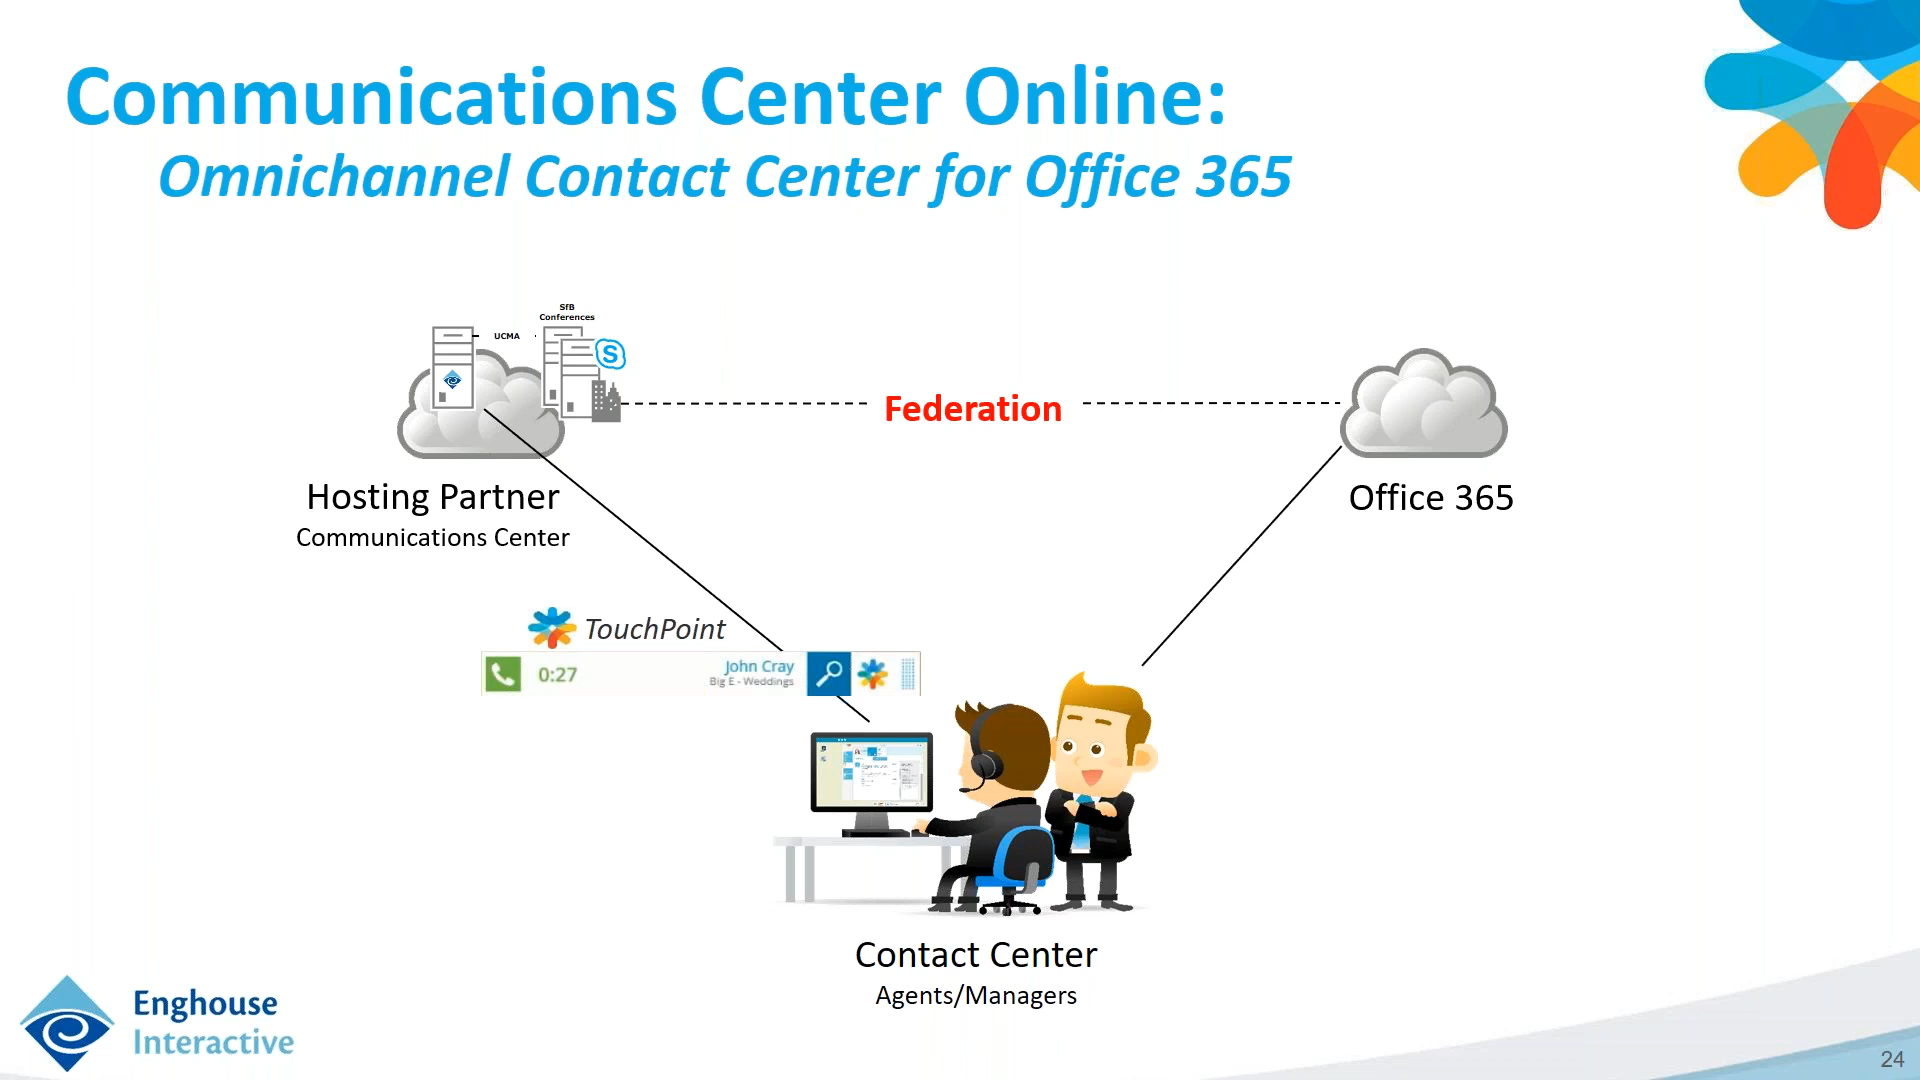 Communications Center Online:
Omnichannel Contact Center for Office 365
SfB
Conferences
UCMA
S
Federation
Hosting Partner
Communications Center
Office 365
TouchPoint
0:27
John Cray
Big E - Weddings
Contact Center
Agents/Managers
Enghouse
Interactive
24